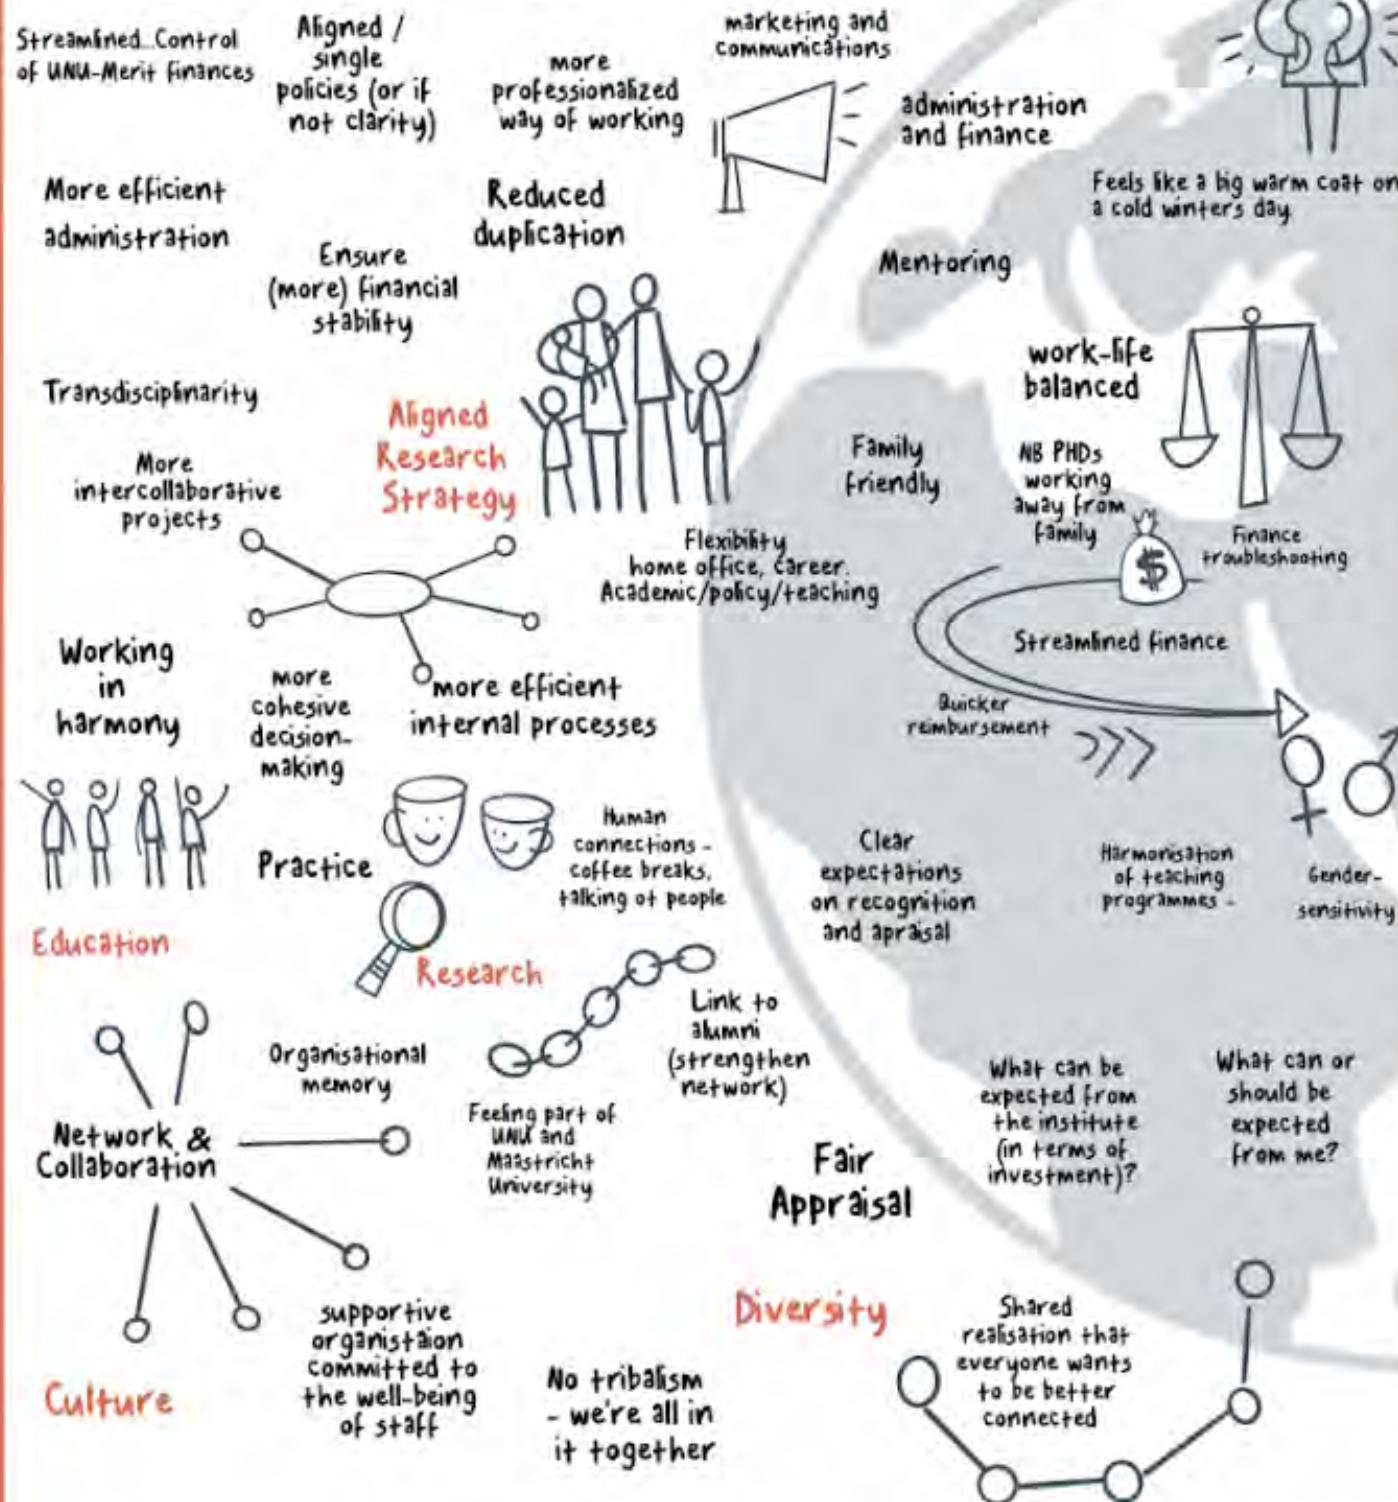 Streamlined Control
of UNU-Merit finances
Aligned /
single
policies (or if
not clarity)
more
professionalized
way of working
marketing and
communications
administration
and finance
Feels like a big warm coat on
a cold winters day
More efficient
administration
Reduced
duplication
Ensure
(more) financial
stability
Mentoring
work-life
balanced
Transdisciplinarity
Aligned
Research
Strategy
More
intercollaborative
projects
Family
friendly
NB PHDs
working
away from
family
$
Finance
troubleshooting
Flexibility
home office, career.
Academic/policy/teaching
Streamlined finance
Working
in
harmony
more
cohesive
decision-
making
more efficient
internal processes
Quicker
reimbursement
Practice
Human
connections -
coffee breaks,
talking ot people
Clear
expectations
on recognition
and apraisal
Harmonisation
of teaching
programmes -
Gender-
sensitivity
Education
Research
Organisational
memory
Link to
alumni
(strengthen
network)
Feeling part of
UNU and
Maastricht
University
Network &
Collaboration
Fair
Appraisal
What can be
expected from
the institute
(in terms of
investment)?
What can or
should be
expected
from me?
Diversity
Shared
realisation that
everyone wants
to be better
connected
supportive
organistaion
committed to
the well-being
of staff
Culture
No tribalism
- we're all in
it together